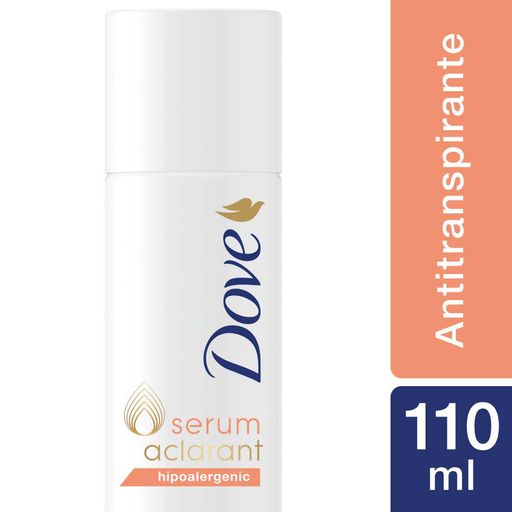 Dove
serum
aclarant
hipoalergenic
Antitranspirante
110
ml